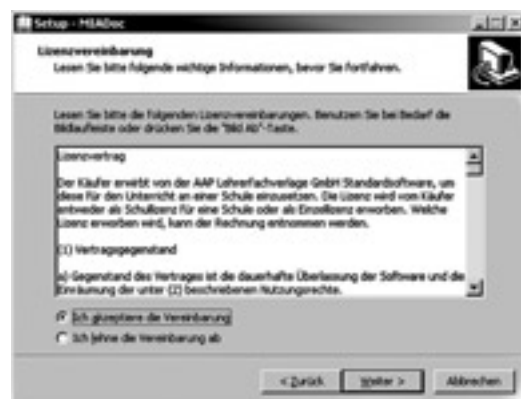 Setup - MIADoc
Lizenzvereinbarung
Lesen Sie bitte folgende wichtige Informationen, bevor Sie fortfahren.
Lesen Sie bitte die folgenden Lizenzvereinbarungen. Benutzen Sie bei Bedarf die
Bildlaufleiste oder drücken Sie die "Bild Ab"-Taste.
Lizenzvertrag
Der Käufer erwirbt von der AAP Lehrerfachverlage GmbH Standardsoftware, um
diese für den Unterricht an einer Schule einzusetzen. Die Lizenz wird vom Käufer
entweder als Schullizenz für eine Schule oder als Einzellizenz erworben. Welche
Lizenz erworben wird, kann der Rechnung entnommen werden.
(1) Vertragsgegenstand
a) Gegenstand des Vertrages ist die dauerhafte Überlassung der Software und die
Einräumung der unter (2) beschriebenen Nutzungsrechte.
Ich akzeptiere die Vereinbarung
Ich lehne die Vereinbarung ab
< Zurück Weiter > Abbrechen